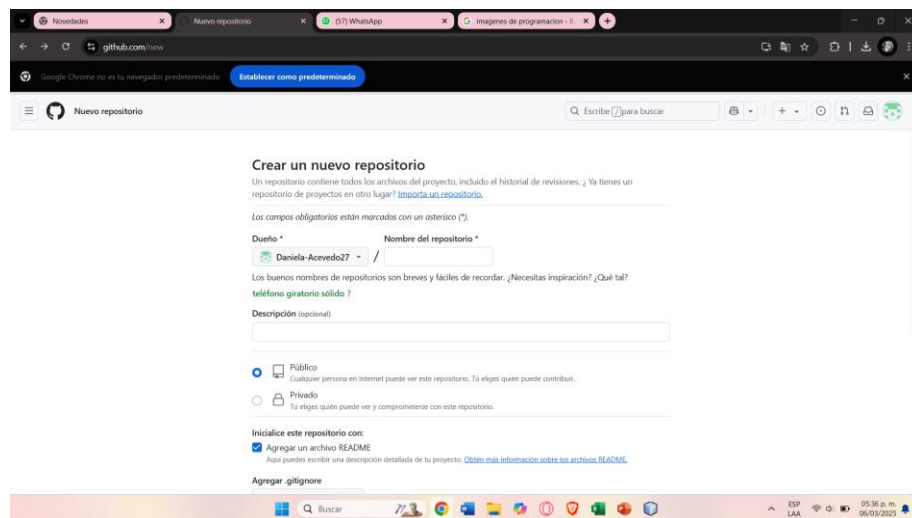 Novedades
Nuevo repositorio
(57) WhatsApp
imagenes de programacion - B
github.com/new
Google Chrome no es tu navegador predeterminado
Establecer como predeterminado
Nuevo repositorio
Escribe / para buscar
Crear un nuevo repositorio
Un repositorio contiene todos los archivos del proyecto, incluido el historial de revisiones. ¿ Ya tienes un
repositorio de proyectos en otro lugar? Importa un repositorio.
Los campos obligatorios están marcados con un asterisco (*).
Dueño *
Nombre del repositorio *
Daniela-Acevedo27
/
Los buenos nombres de repositorios son breves y fáciles de recordar. ¿Necesitas inspiración? ¿Qué tal?
teléfono giratorio sólido ?
Descripción (opcional)
Público
Cualquier persona en Internet puede ver este repositorio. Tú eliges quién puede contribuir.
Privado
Tú eliges quién puede ver y comprometerse con este repositorio.
Inicialice este repositorio con:
Agregar un archivo README
Aquí puedes escribir una descripción detallada de tu proyecto. Obtén más información sobre los archivos README.
Agregar .gitignore
Buscar
ESP
LAA
05:36 p. m.
06/03/2025